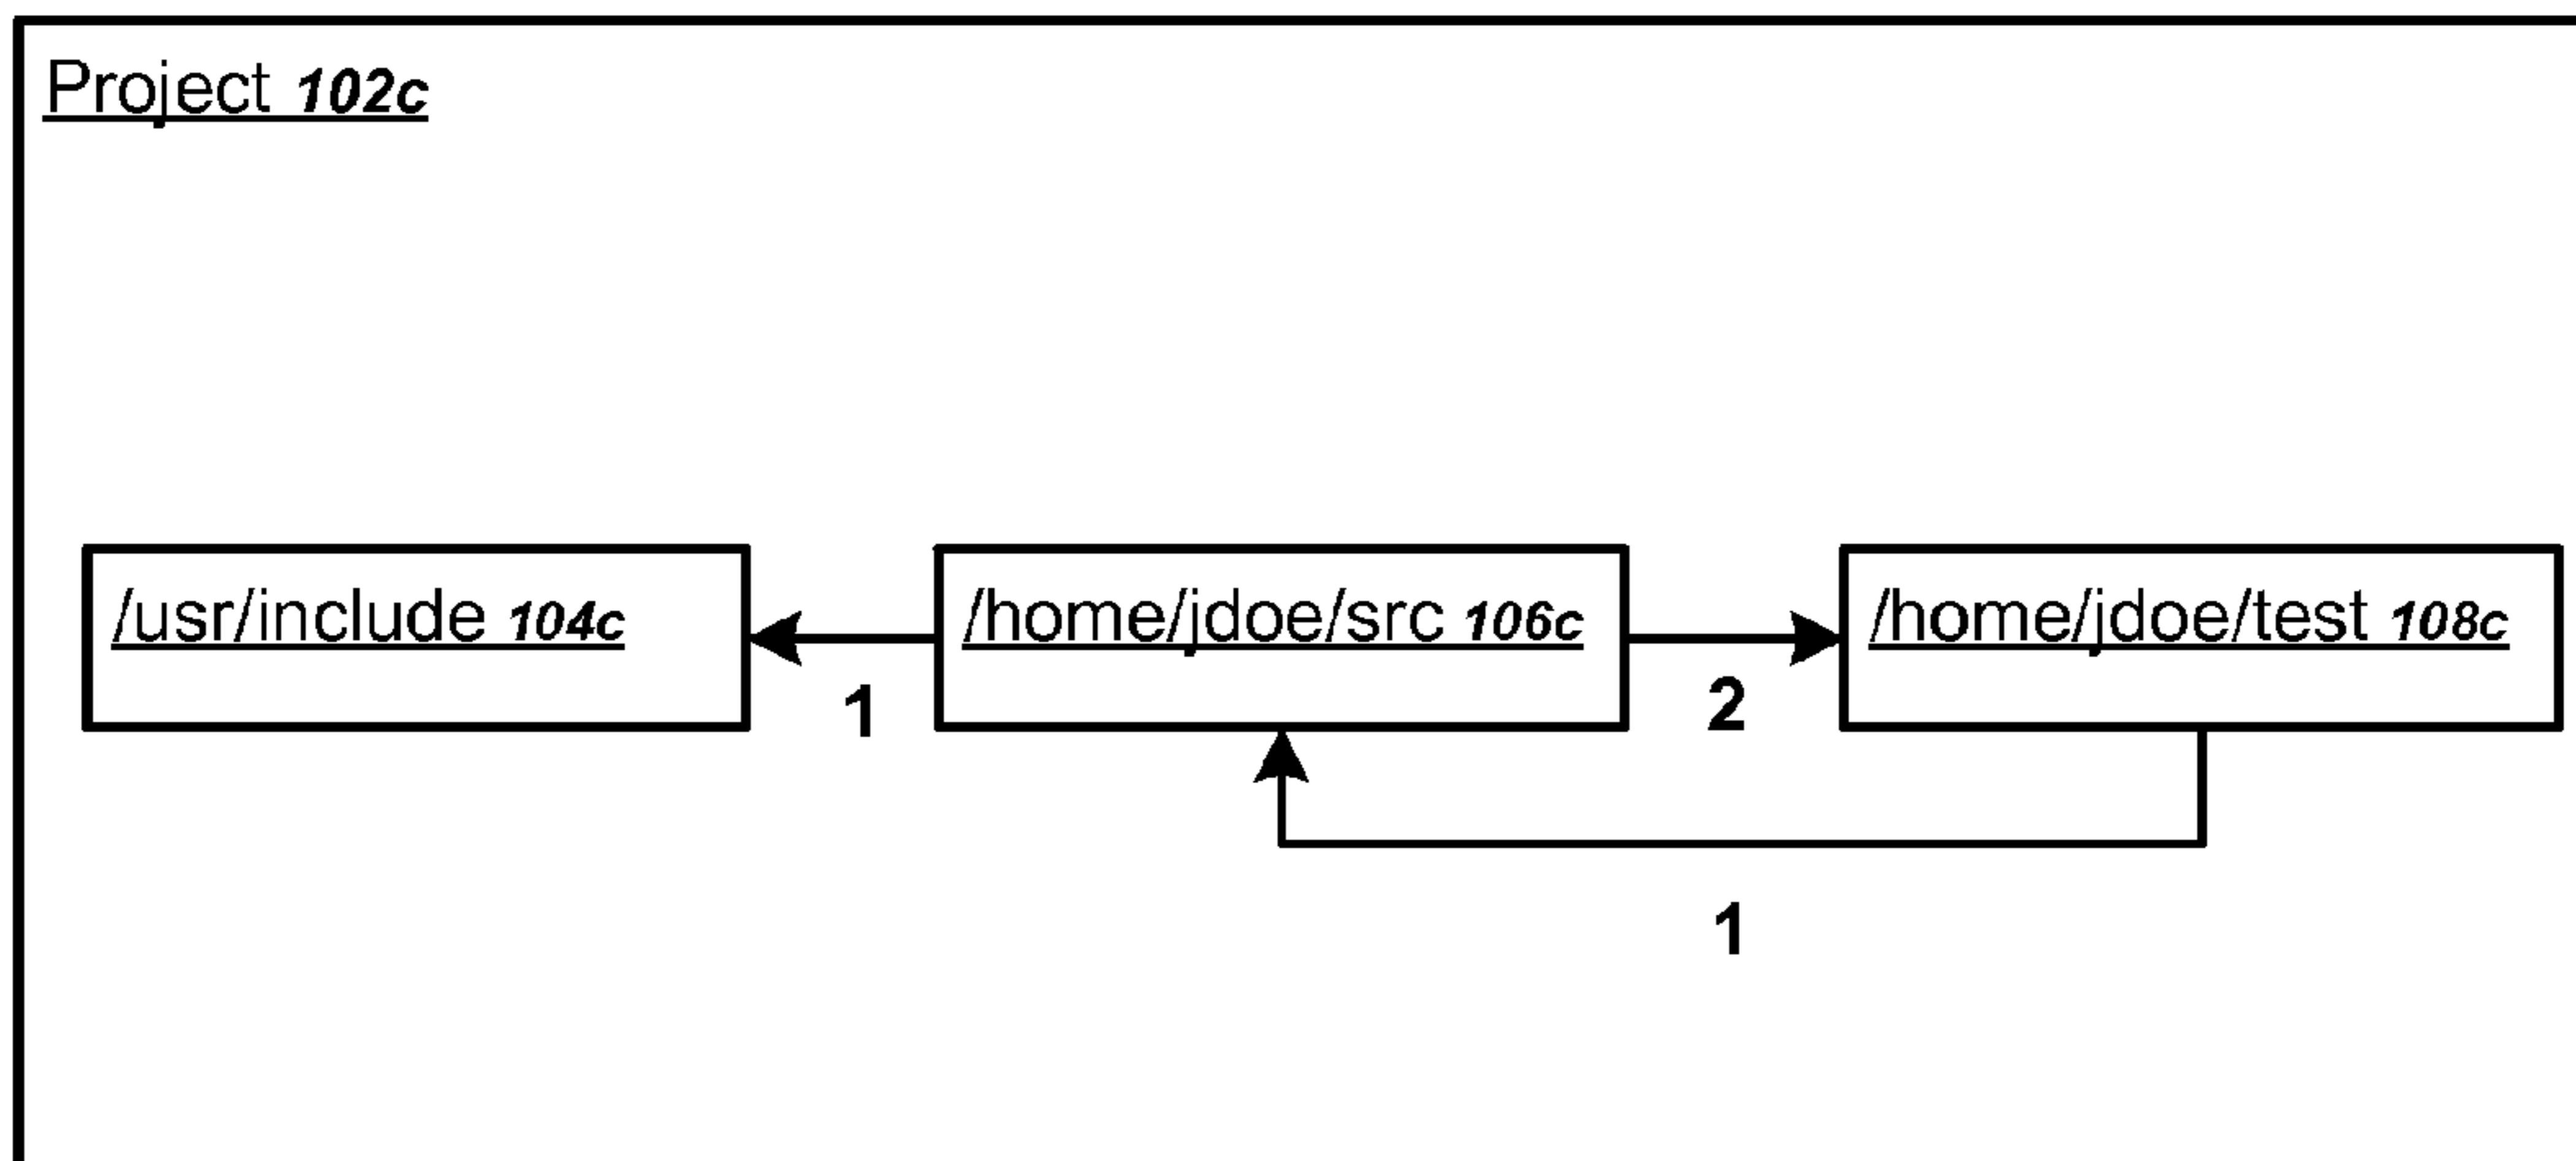 Project 102c
/usr/include 104c
/home/jdoe/src 106c
/home/jdoe/test 108c
1
2
1